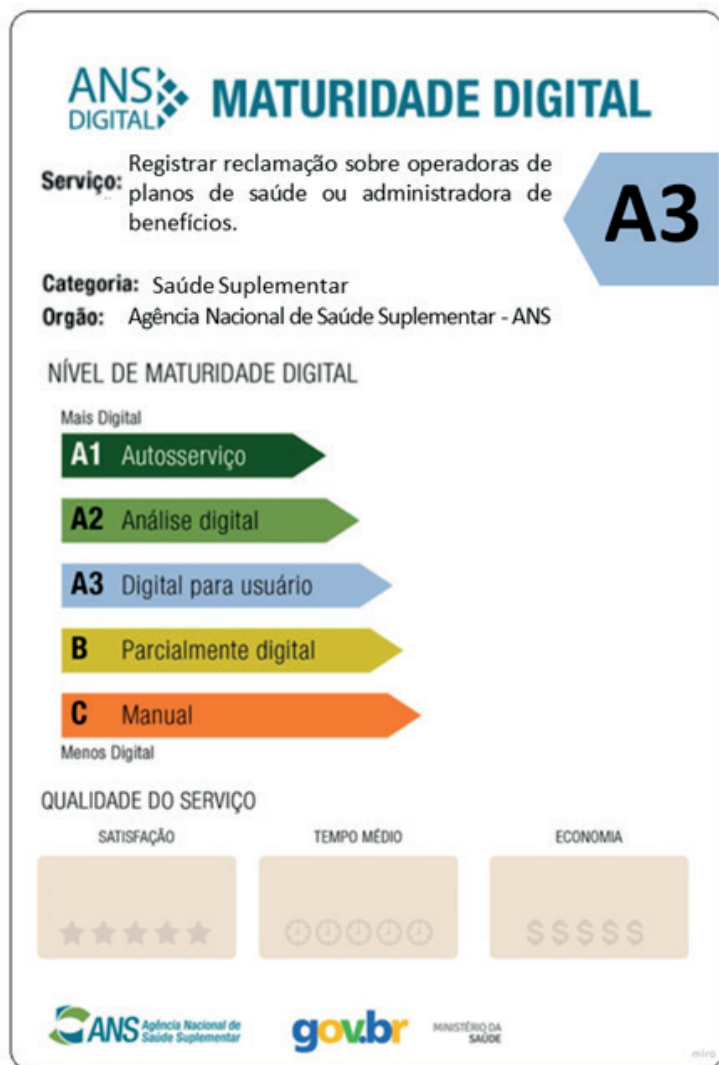 ANS
DIGITAL
MATURIDADE DIGITAL
Serviço:
Registrar reclamação sobre operadoras de
planos de saúde ou administradora de
benefícios.
A3
Categoria: Saúde Suplementar
Orgão: Agência Nacional de Saúde Suplementar - ANS
NÍVEL DE MATURIDADE DIGITAL
Mais Digital
A1 Autosserviço
A2 Análise digital
A3 Digital para usuário
B Parcialmente digital
C Manual
Menos Digital
QUALIDADE DO SERVIÇO
SATISFAÇÃO
TEMPO MÉDIO
ECONOMIA
$$$$$
ANS Agência Nacional de
Saúde Suplementar
gov.br
MINISTÉRIO DA
SAÚDE
miro